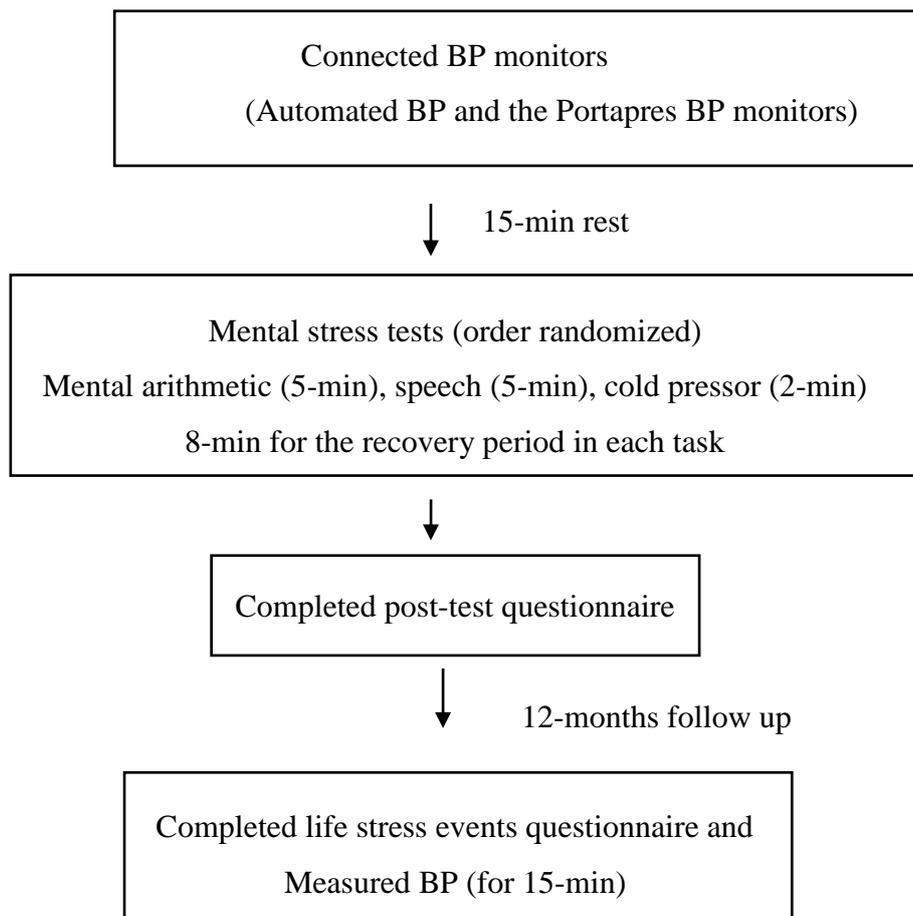 Connected BP monitors
(Automated BP and the Portapres BP monitors)
15-min rest
Mental stress tests (order randomized)
Mental arithmetic (5-min), speech (5-min), cold pressor (2-min)
8-min for the recovery period in each task
Completed post-test questionnaire
12-months follow up
Completed life stress events questionnaire and
Measured BP (for 15-min)